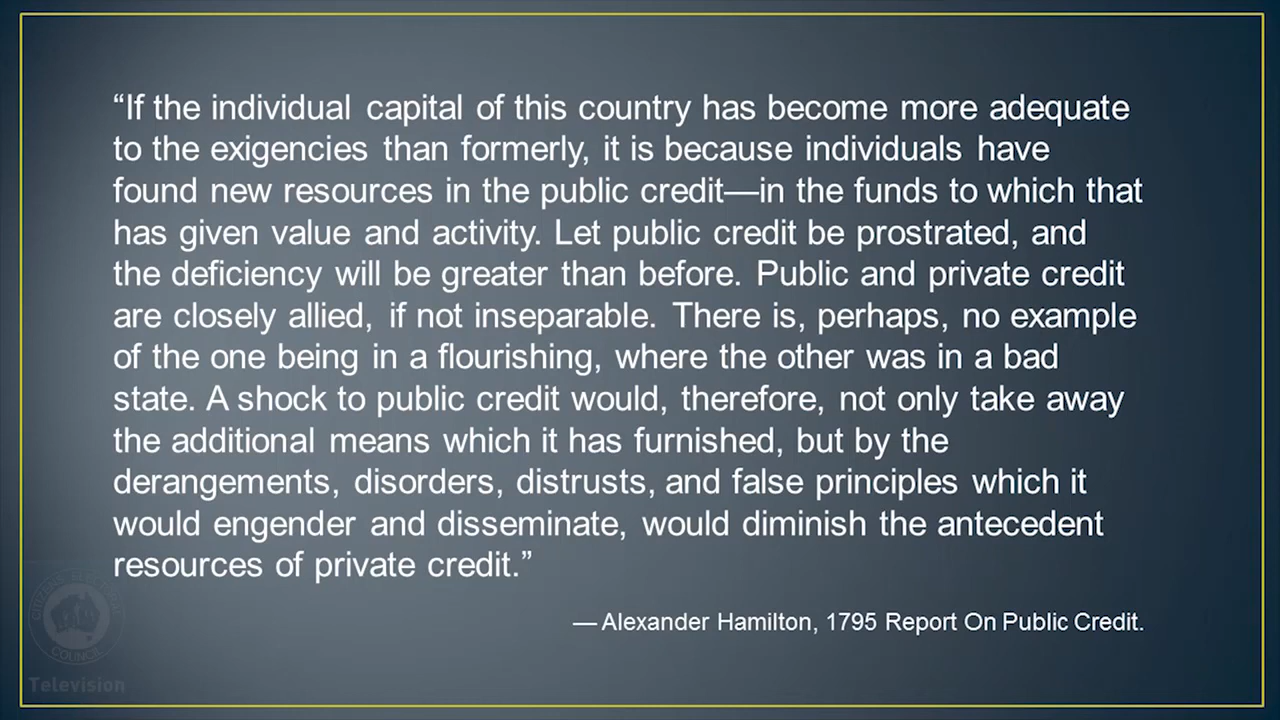 “If the individual capital of this country has become more adequate
to the exigencies than formerly, it is because individuals have
found new resources in the public credit—in the funds to which that
has given value and activity. Let public credit be prostrated, and
the deficiency will be greater than before. Public and private credit
are closely allied, if not inseparable. There is, perhaps, no example
of the one being in a flourishing, where the other was in a bad
state. A shock to public credit would, therefore, not only take away
the additional means which it has furnished, but by the
derangements, disorders, distrusts, and false principles which it
would engender and disseminate, would diminish the antecedent
resources of private credit.”
— Alexander Hamilton, 1795 Report On Public Credit.
CITIZENS
COUNCIL
Television